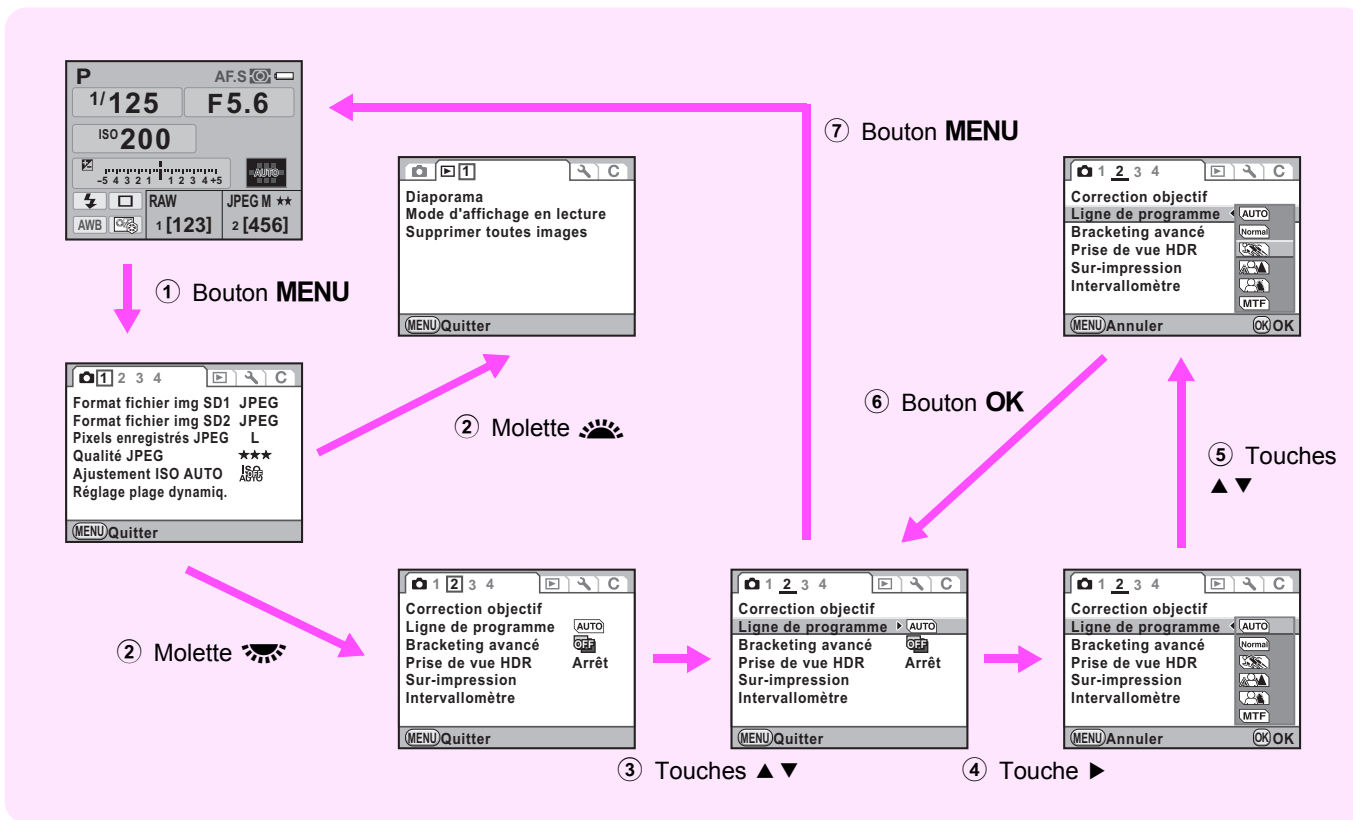 P AF.S
1/125 F5.6
ISO 200
-5 4 3 2 1 1 2 3 4 +5 AUTO
RAW JPEG M ★★
AWB 1 [123] 2 [456]
① Bouton MENU
1 2 3 4 C
Format fichier img SD1 JPEG
Format fichier img SD2 JPEG
Pixels enregistrés JPEG L
Qualité JPEG ★★★
Ajustement ISO AUTO ISO AUTO
Réglage plage dynamiq.
MENU Quitter
② Molette
1 C
Diaporama
Mode d'affichage en lecture
Supprimer toutes images
MENU Quitter
② Molette
1 2 3 4 C
Correction objectif
Ligne de programme AUTO
Bracketing avancé OFF
Prise de vue HDR Arrêt
Sur-impression
Intervallomètre
MENU Quitter
③ Touches ▲ ▼
1 2 3 4 C
Correction objectif
Ligne de programme AUTO
Bracketing avancé OFF
Prise de vue HDR Arrêt
Sur-impression
Intervallomètre
MENU Quitter
④ Touche ▶
1 2 3 4 C
Correction objectif
Ligne de programme AUTO
Bracketing avancé Normal
Prise de vue HDR
Sur-impression
Intervallomètre
MTF
MENU Annuler OK OK
⑤ Touches
▲ ▼
1 2 3 4 C
Correction objectif
Ligne de programme AUTO
Bracketing avancé Normal
Prise de vue HDR
Sur-impression
Intervallomètre
MTF
MENU Annuler OK OK
⑥ Bouton OK
⑦ Bouton MENU